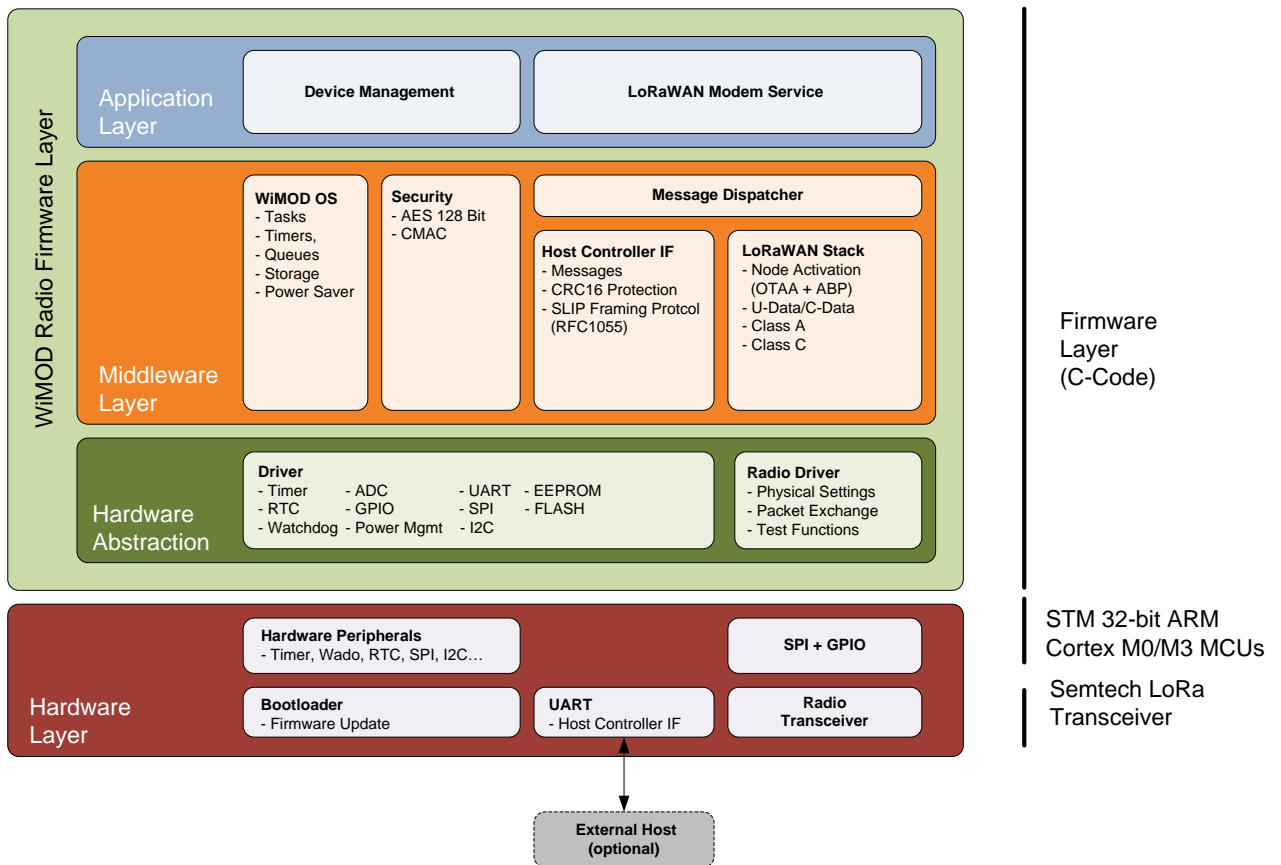 WiMOD Radio Firmware Layer
Application
Layer
Device Management
LoRaWAN Modem Service
Middleware
Layer
WiMOD OS
- Tasks
- Timers,
- Queues
- Storage
- Power Saver
Security
- AES 128 Bit
- CMAC
Message Dispatcher
Host Controller IF
- Messages
- CRC16 Protection
- SLIP Framing Protcol
(RFC1055)
LoRaWAN Stack
- Node Activation
(OTAA + ABP)
- U-Data/C-Data
- Class A
- Class C
Hardware
Abstraction
Driver
- Timer - ADC - UART - EEPROM
- RTC - GPIO - SPI - FLASH
- Watchdog - Power Mgmt - I2C
Radio Driver
- Physical Settings
- Packet Exchange
- Test Functions
Firmware
Layer
(C-Code)
Hardware
Layer
Hardware Peripherals
- Timer, Wado, RTC, SPI, I2C…
SPI + GPIO
Bootloader
- Firmware Update
UART
- Host Controller IF
Radio
Transceiver
STM 32-bit ARM
Cortex M0/M3 MCUs
Semtech LoRa
Transceiver
External Host
(optional)